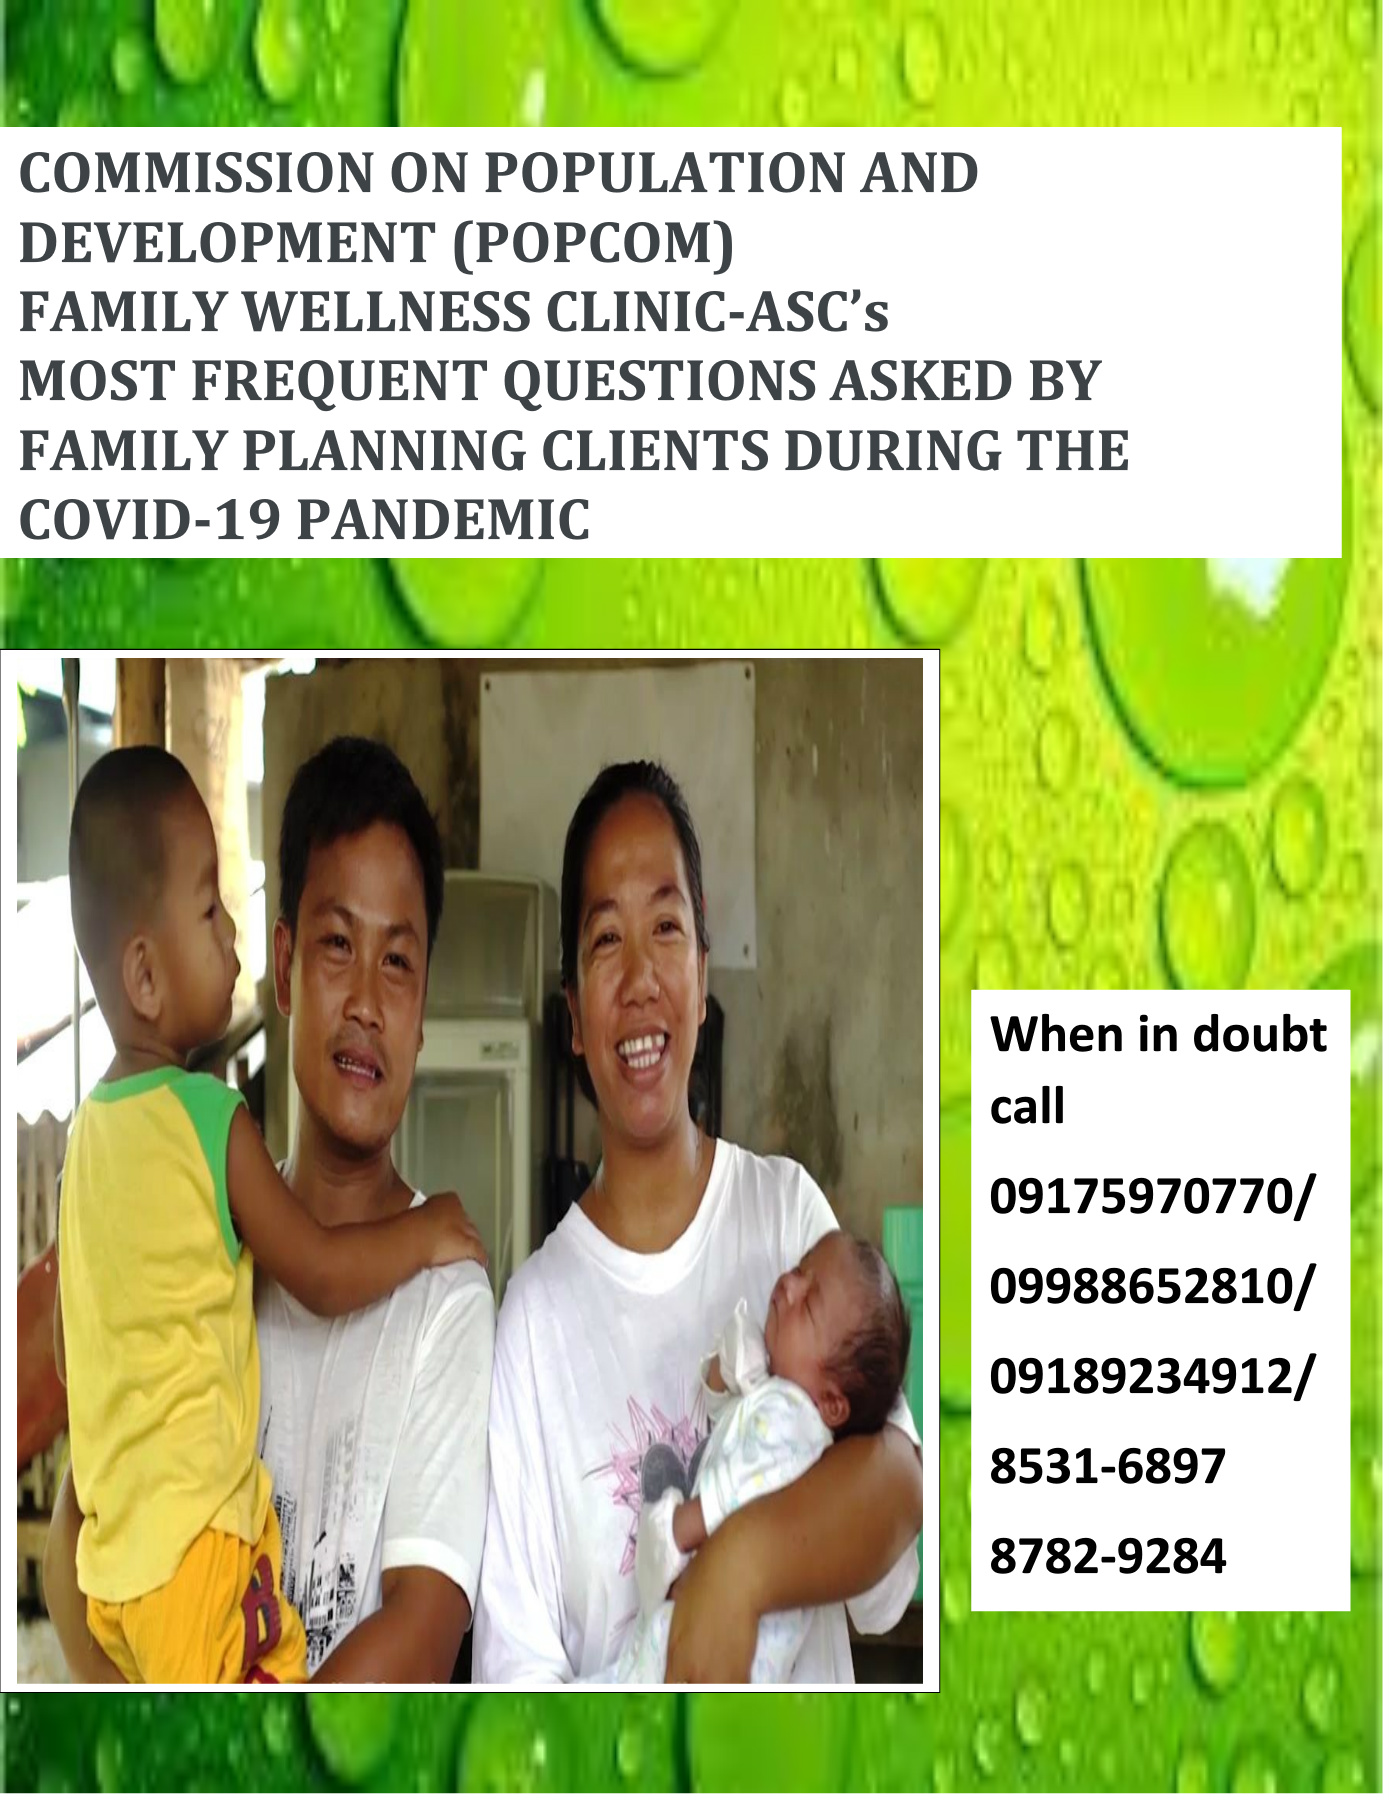 COMMISSION ON POPULATION AND
DEVELOPMENT (POPCOM)
FAMILY WELLNESS CLINIC-ASC’s
MOST FREQUENT QUESTIONS ASKED BY
FAMILY PLANNING CLIENTS DURING THE
COVID-19 PANDEMIC
When in doubt
call
09175970770/
09988652810/
09189234912/
8531-6897
8782-9284